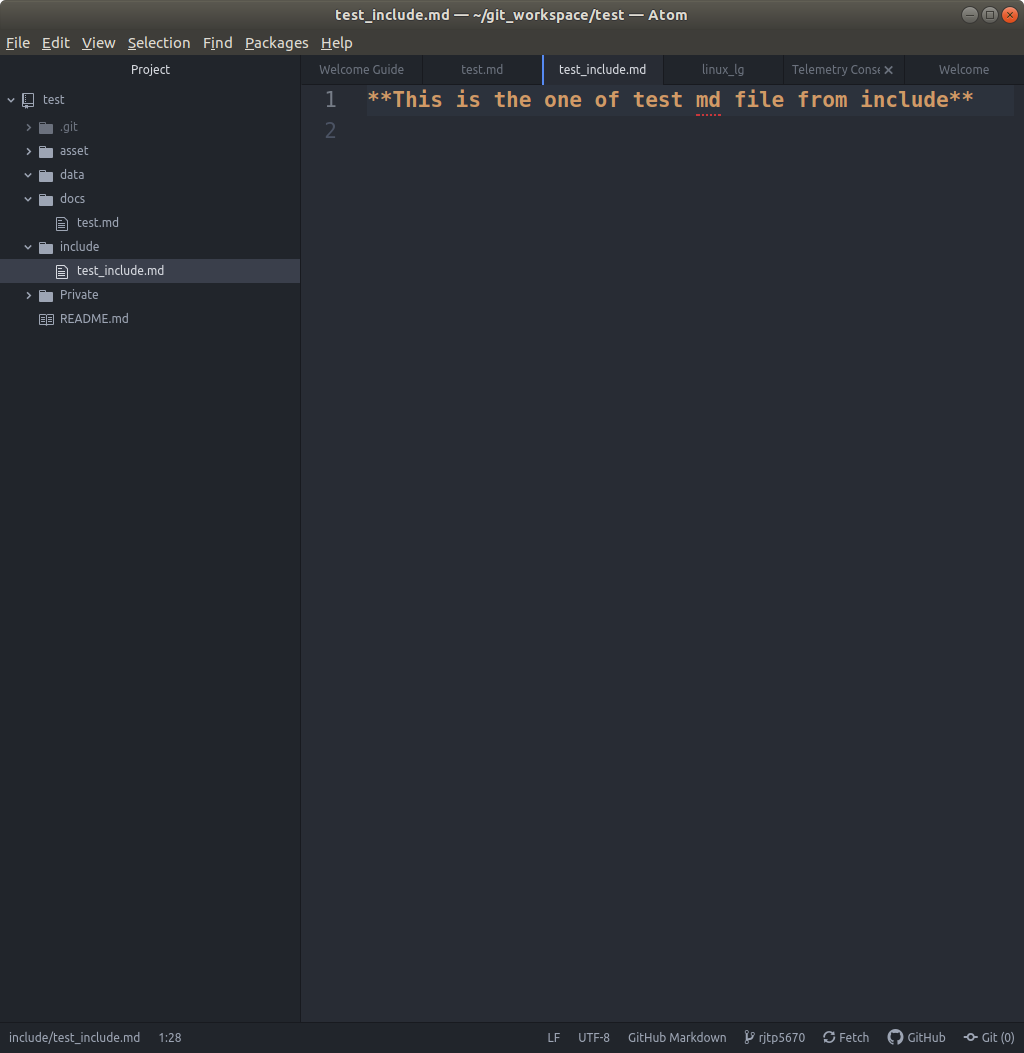 test_include.md — ~/git_workspace/test — Atom
File Edit View Selection Find Packages Help
Project
Welcome Guide test.md test_include.md linux_lg Telemetry Conse Welcome
test
.git
asset
data
docs
test.md
include
test_include.md
Private
README.md
1 **This is the one of test md file from include**
2
include/test_include.md 1:28 LF UTF-8 GitHub Markdown rjtp5670 Fetch GitHub Git (0)